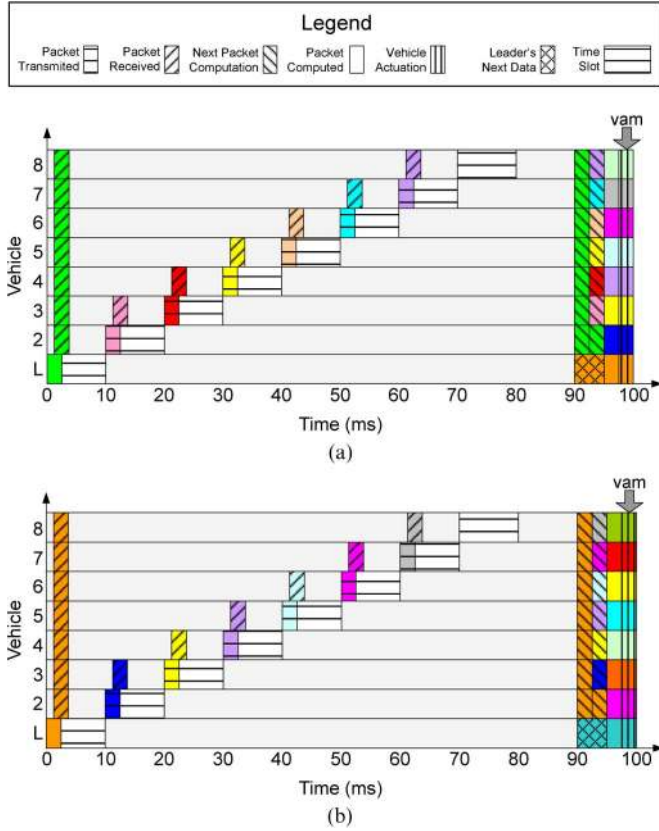 Legend
Packet Transmited
Packet Received
Next Packet Computation
Packet Computed
Vehicle Actuation
Leader's Next Data
Time Slot
vam
8
7
6
5
4
3
2
L
Vehicle
0 10 20 30 40 50 60 70 80 90 100
Time (ms)
(a)
vam
8
7
6
5
4
3
2
L
Vehicle
0 10 20 30 40 50 60 70 80 90 100
Time (ms)
(b)